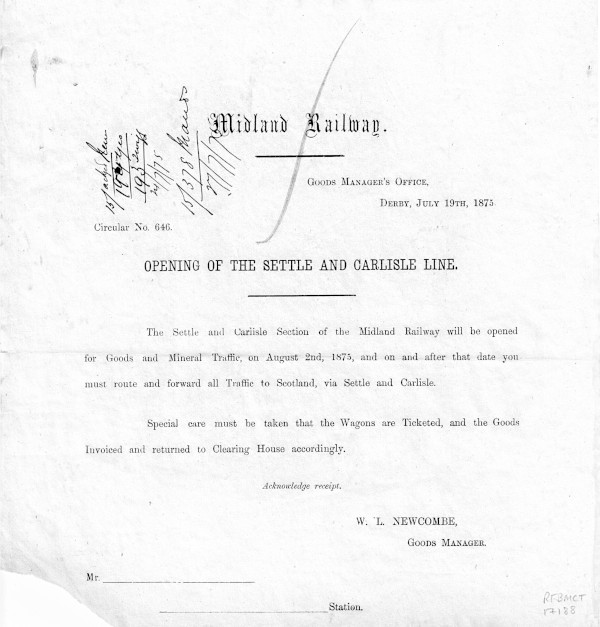 Midland Railway.
Goods Manager's Office,
Derby, July 19th, 1875
Circular No. 646.
OPENING OF THE SETTLE AND CARLISLE LINE.
The Settle and Carlisle Section of the Midland Railway will be opened
for Goods and Mineral Traffic, on August 2nd, 1875, and on and after that date you
must route and forward all Traffic to Scotland, via Settle and Carlisle.
Special care must be taken that the Wagons are Ticketed, and the Goods
Invoiced and returned to Clearing House accordingly.
Acknowledge receipt.
W. L. NEWCOMBE,
Goods Manager.
Mr.
Station.
17188